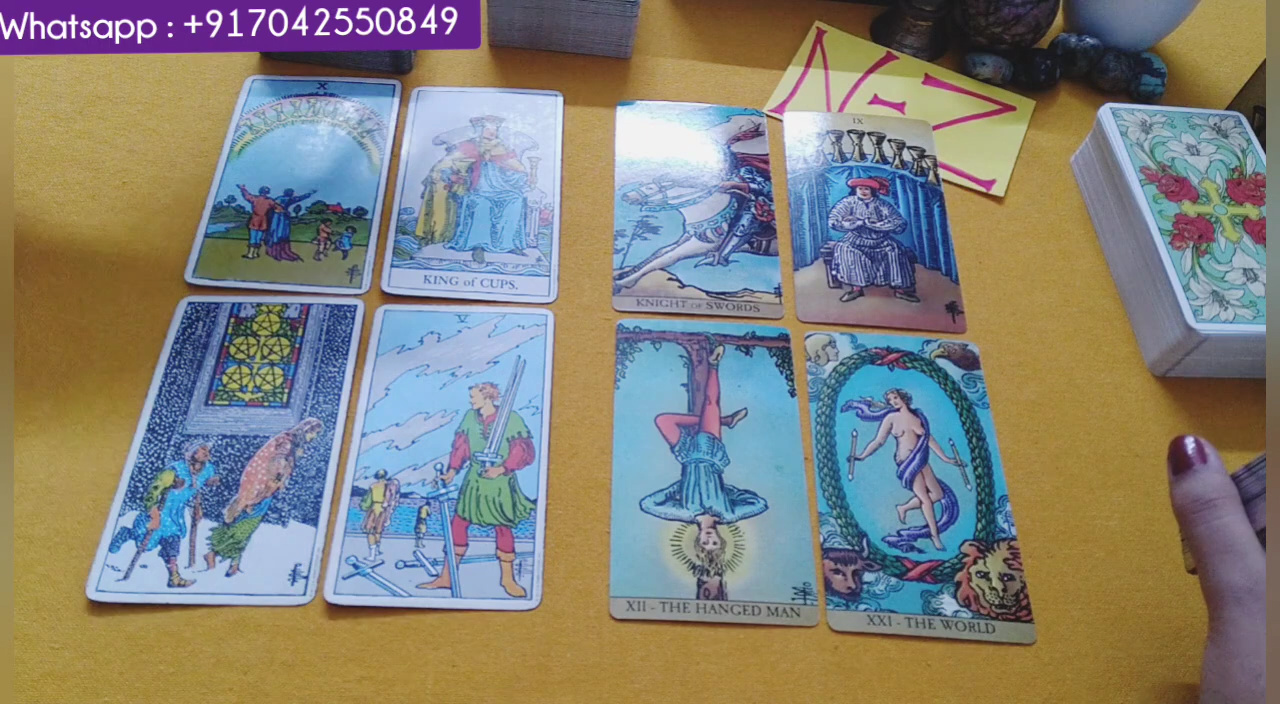 Whatsapp : +917042550849
N-Z
X
KING of CUPS.
KNIGHT OF SWORDS
IX
V
XII - THE HANGED MAN
XXI - THE WORLD